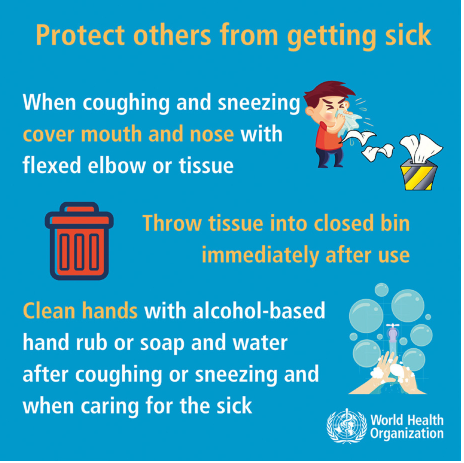 Protect others from getting sick
When coughing and sneezing
cover mouth and nose with
flexed elbow or tissue
Throw tissue into closed bin
immediately after use
Clean hands with alcohol-based
hand rub or soap and water
after coughing or sneezing and
when caring for the sick
World Health
Organization